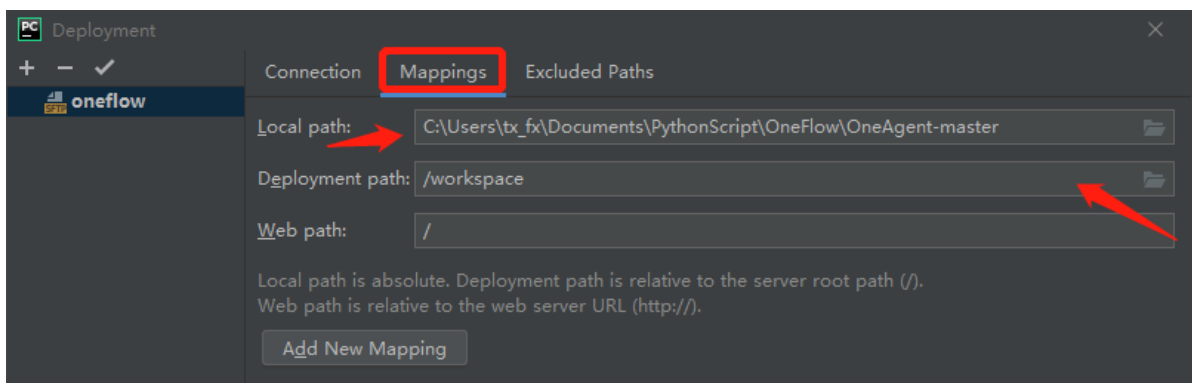 PC Deployment
Connection Mappings Excluded Paths
SFTP oneflow
Local path: C:\Users\tx_fx\Documents\PythonScript\OneFlow\OneAgent-master
Deployment path: /workspace
Web path: /
Local path is absolute. Deployment path is relative to the server root path (/).
Web path is relative to the web server URL (http://).
Add New Mapping